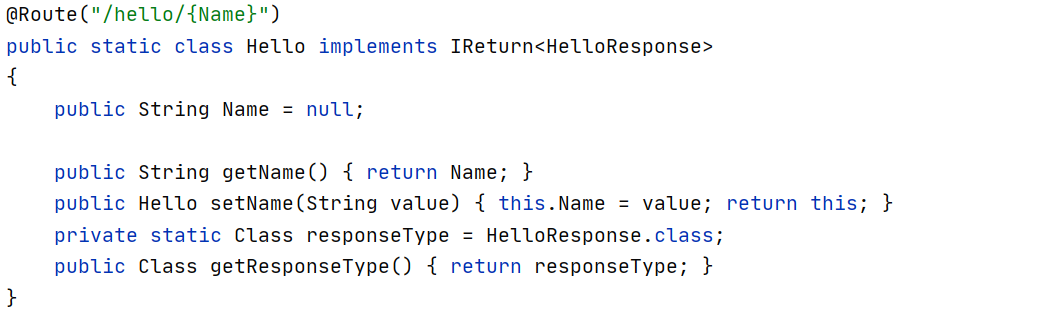 @Route("/hello/{Name}")
public static class Hello implements IReturn<HelloResponse>
{
    public String Name = null;

    public String getName() { return Name; }
    public Hello setName(String value) { this.Name = value; return this; }
    private static Class responseType = HelloResponse.class;
    public Class getResponseType() { return responseType; }
}